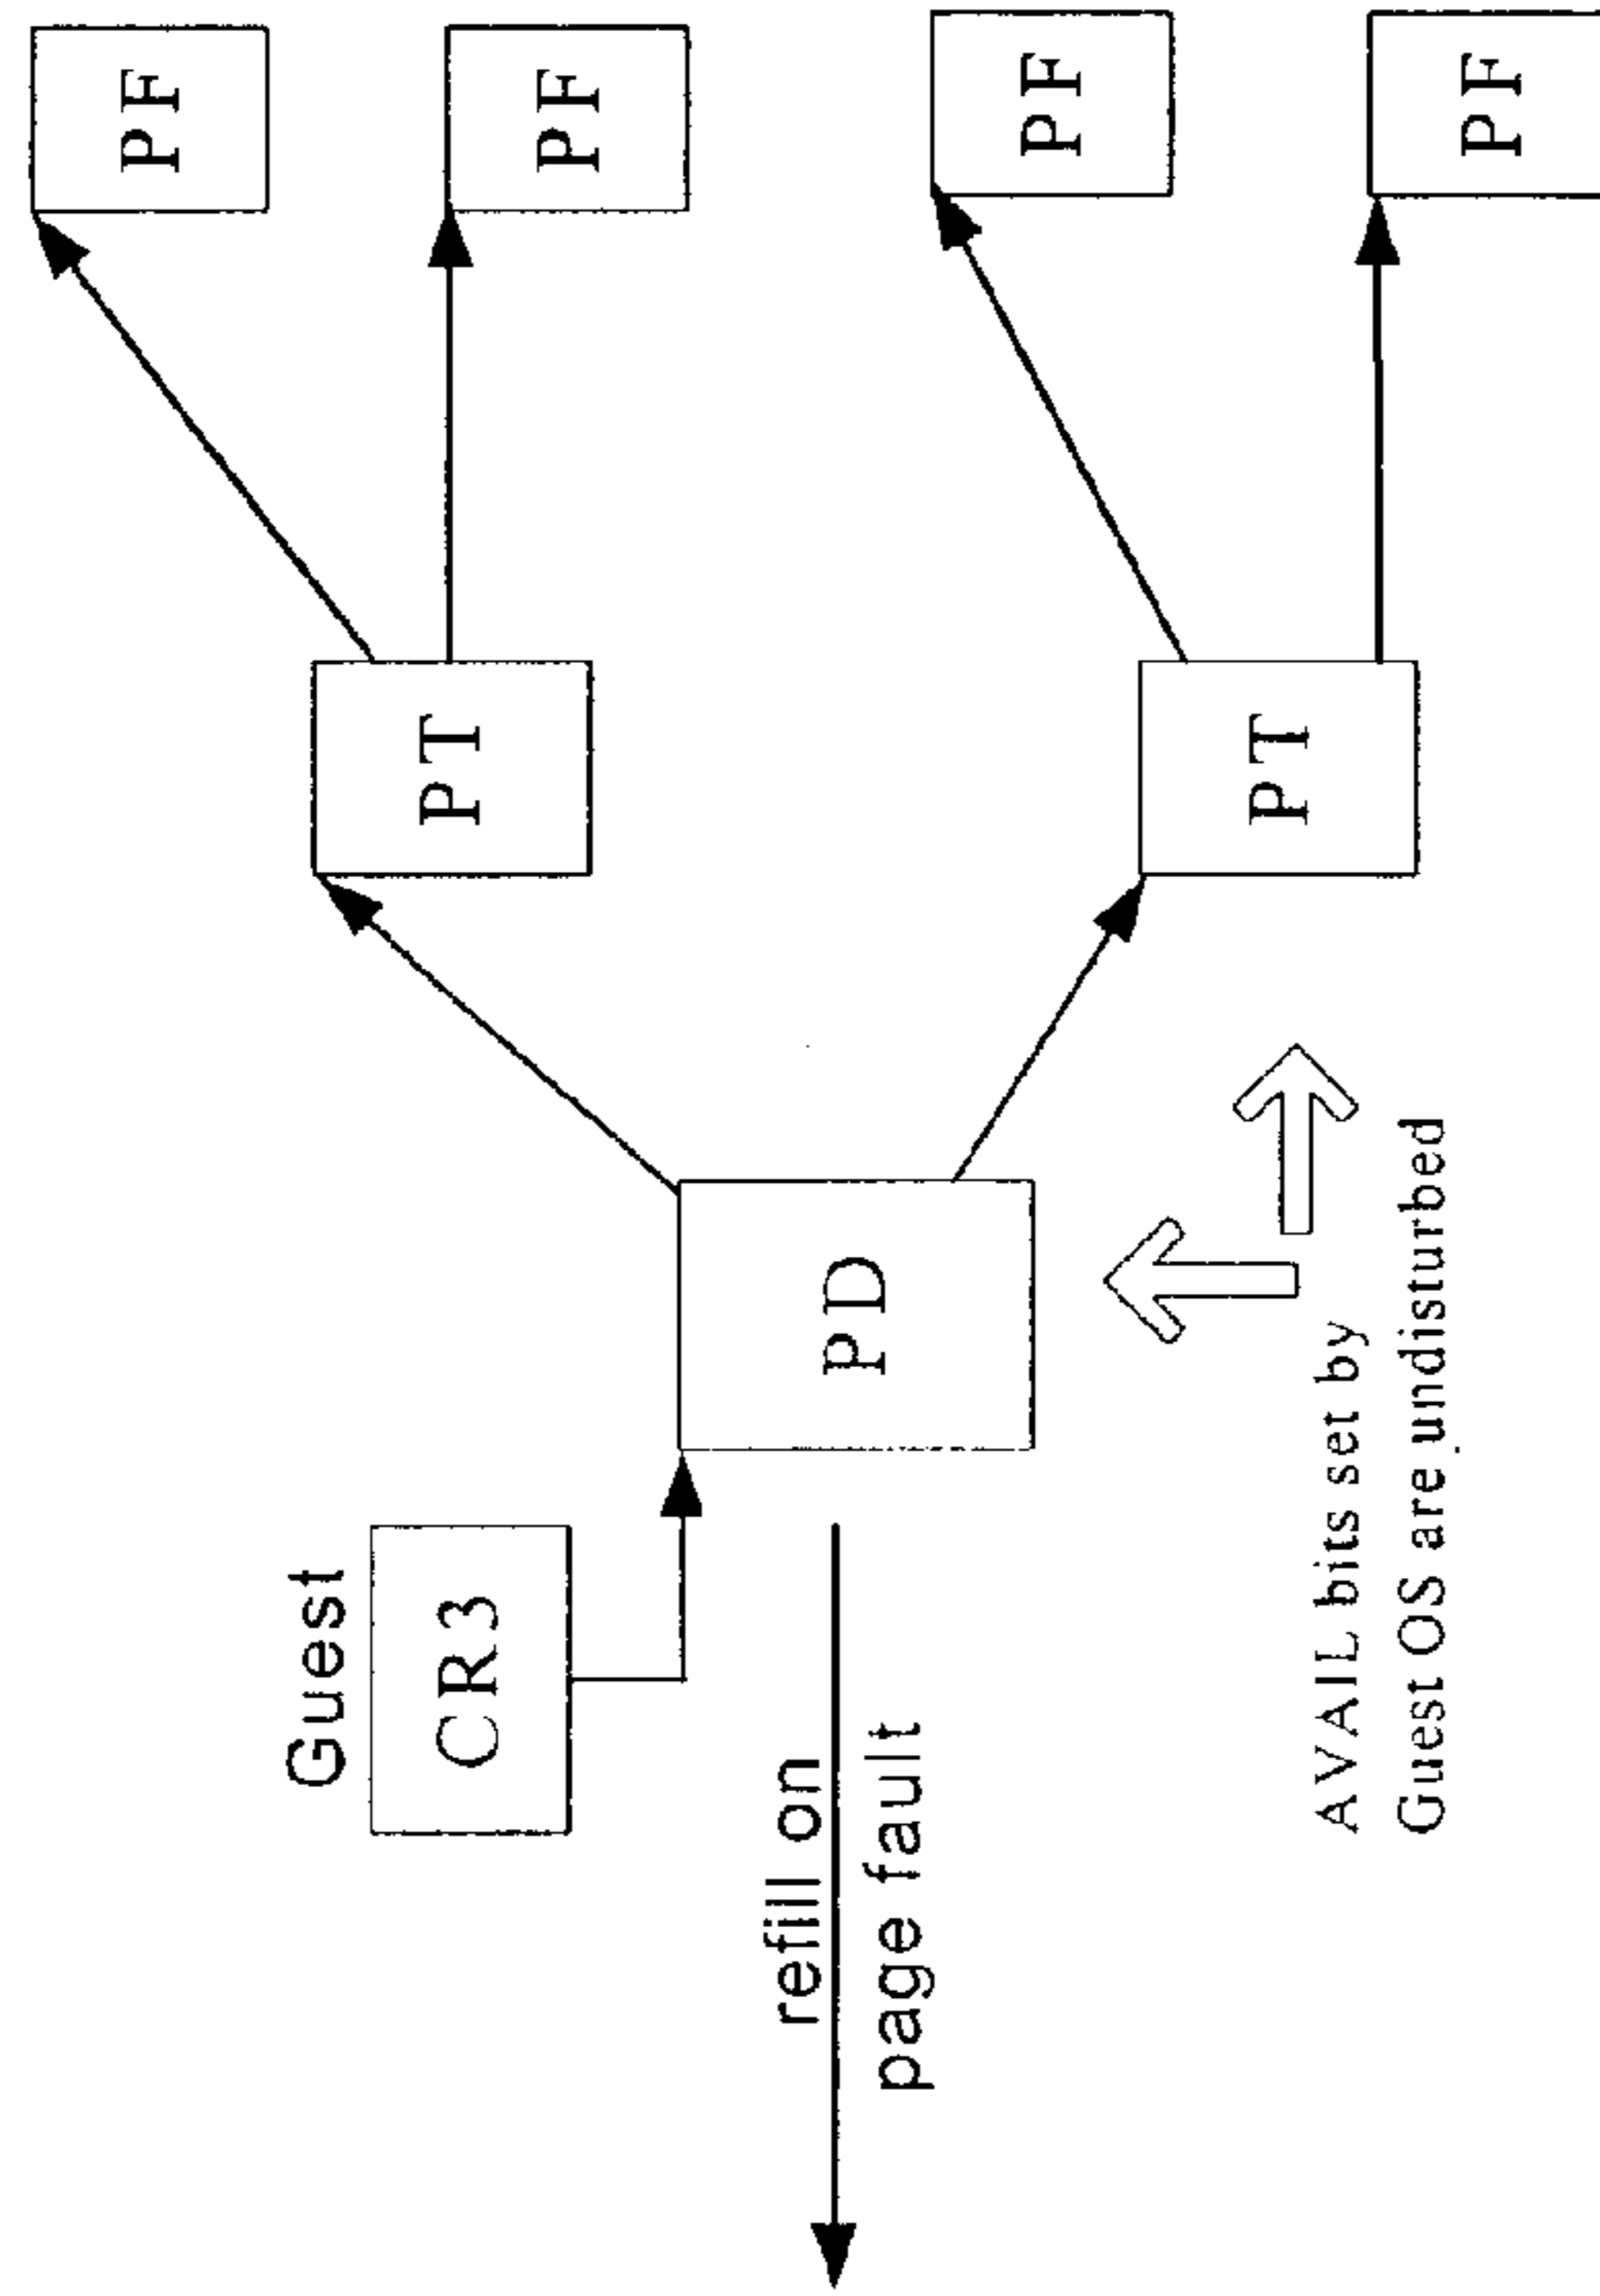 Guest
CR3
refill on
page fault
PD
AVAIL bits set by
Guest OS are undisturbed
PT
PT
PF
PF
PF
PF